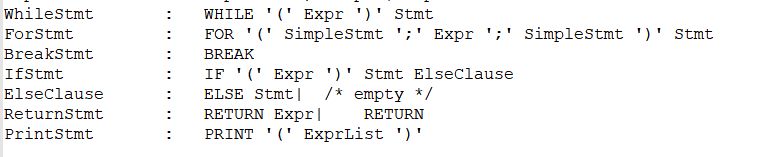 WhileStmt : WHILE '(' Expr ')' Stmt
ForStmt : FOR '(' SimpleStmt ';' Expr ';' SimpleStmt ')' Stmt
BreakStmt : BREAK
IfStmt : IF '(' Expr ')' Stmt ElseClause
ElseClause : ELSE Stmt| /* empty */
ReturnStmt : RETURN Expr| RETURN
PrintStmt : PRINT '(' ExprList ')'